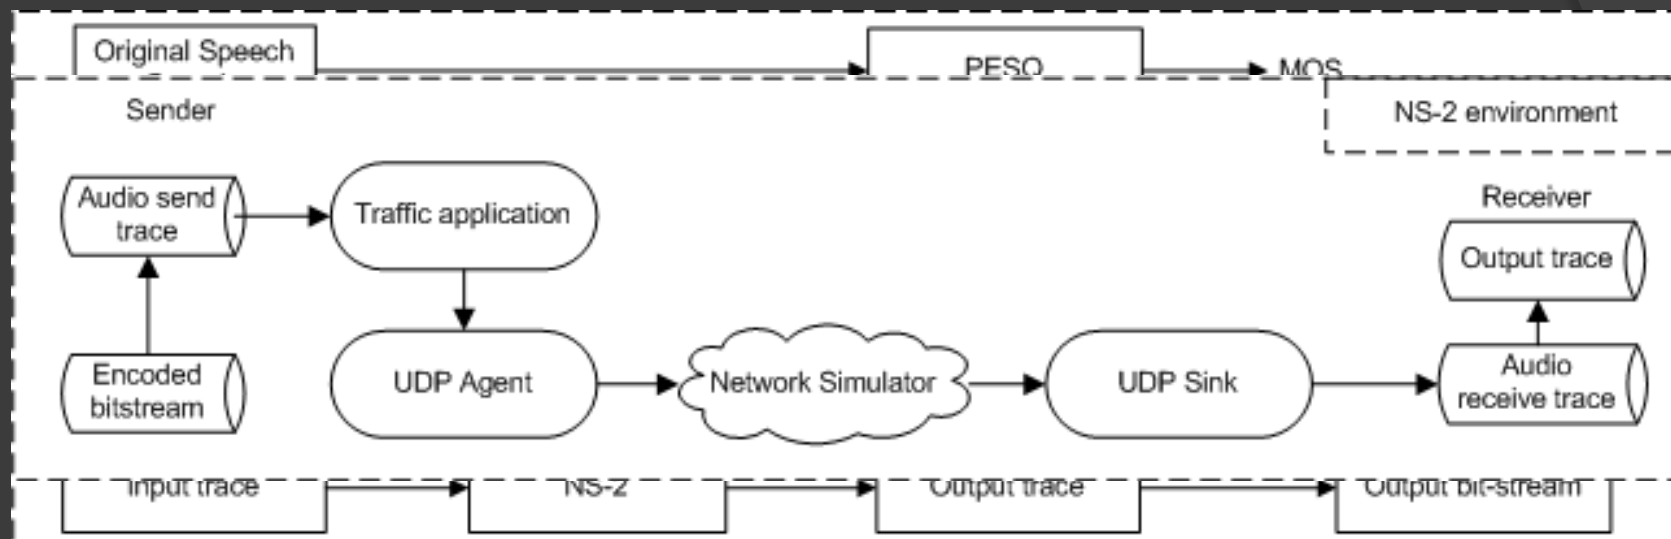 Original Speech
PESQ
MOS
Sender
NS-2 environment
Audio send
trace
Traffic application
Receiver
Output trace
Encoded
bitstream
UDP Agent
Network Simulator
UDP Sink
Audio
receive trace
Input trace
NS-2
Output trace
Output bit-stream